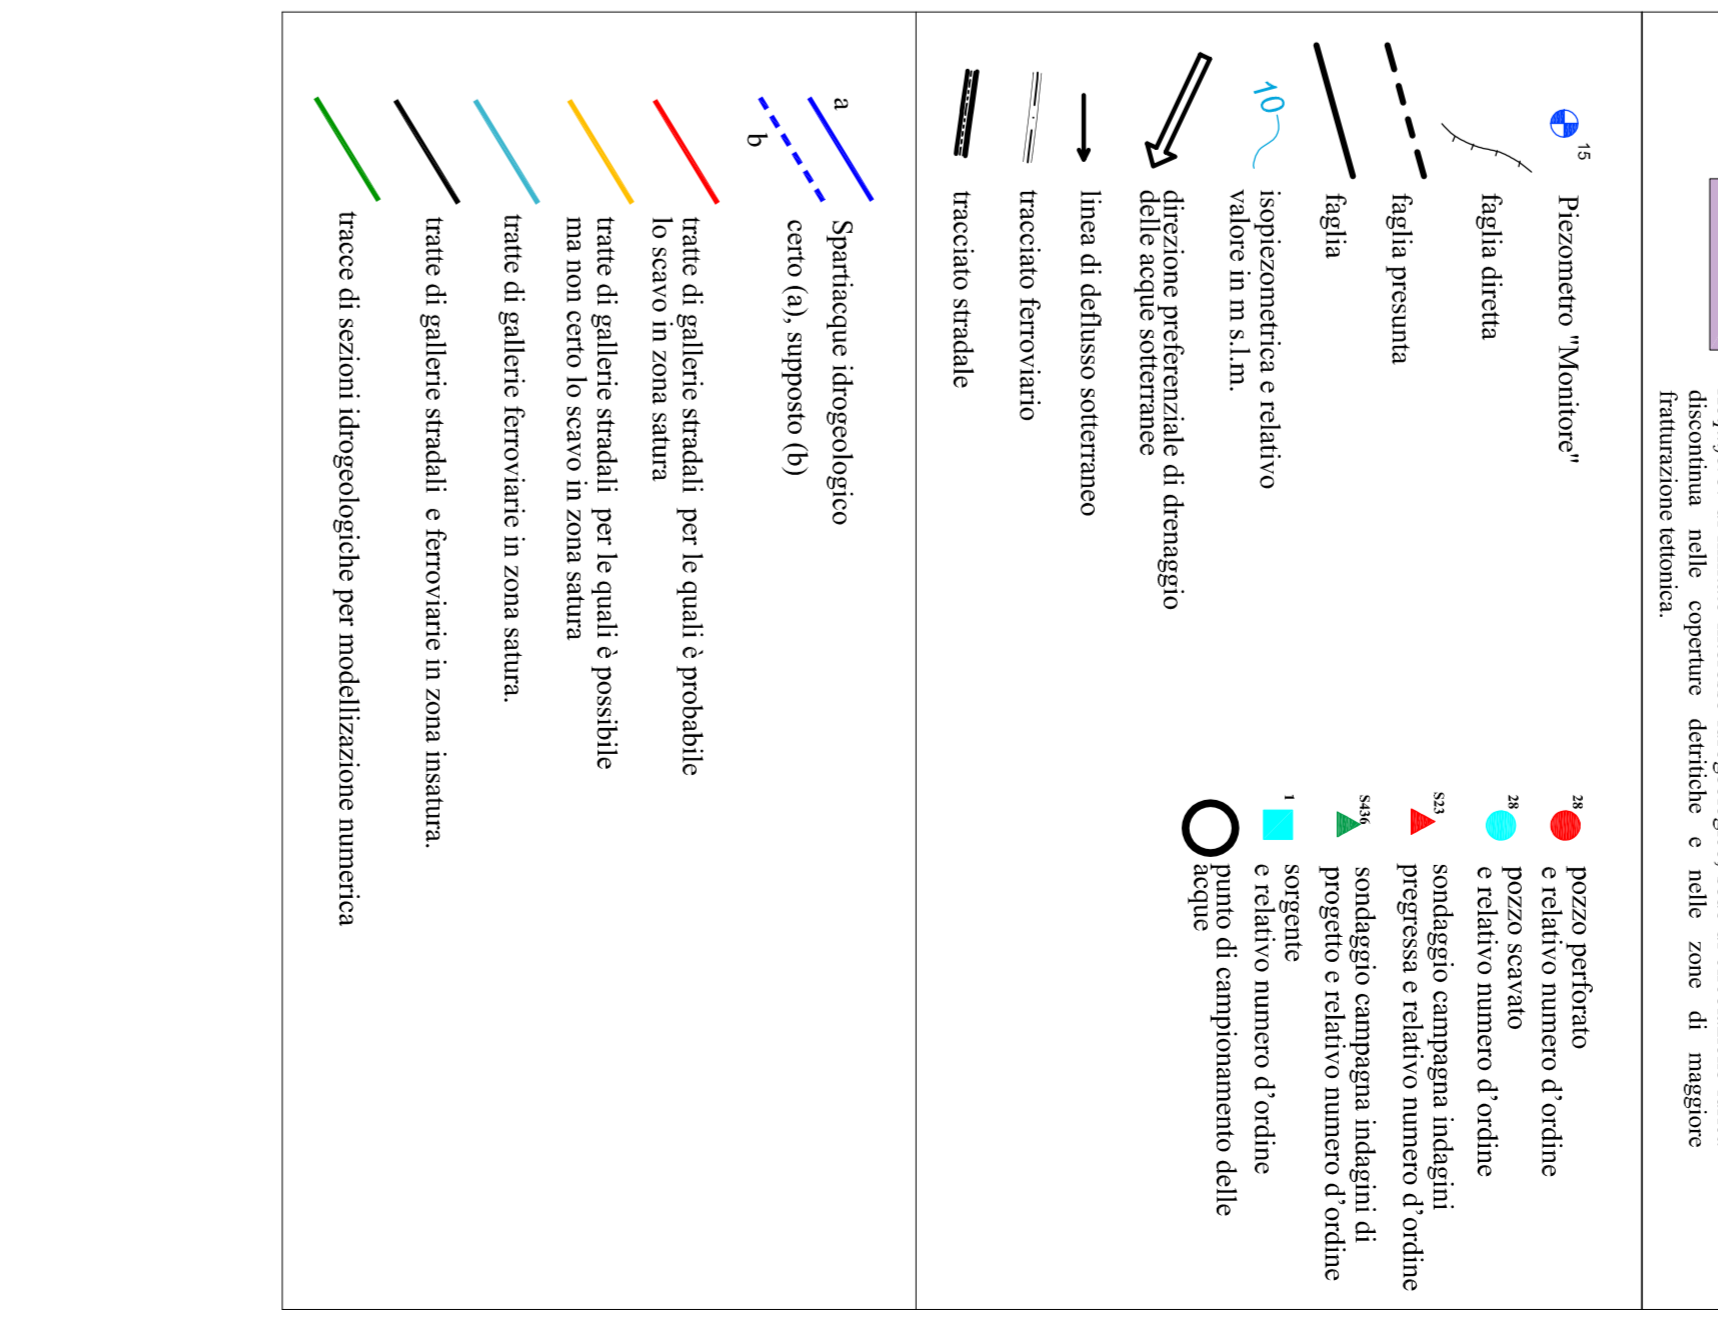 discontinua nelle coperture detritiche e nelle zone di maggiore
fratturazione tettonica.
15
Piezometro "Monitore"
faglia diretta
faglia presunta
faglia
10
isopiezometrica e relativo
valore in m s.l.m.
direzione preferenziale di drenaggio
delle acque sotterranee
linea di deflusso sotterraneo
tracciato ferroviario
tracciato stradale
28
pozzo perforato
e relativo numero d’ordine
28
pozzo scavato
e relativo numero d’ordine
S23
sondaggio campagna indagini
pregressa e relativo numero d’ordine
S436
sondaggio campagna indagini di
progetto e relativo numero d’ordine
1
sorgente
e relativo numero d’ordine
punto di campionamento delle
acque
a
b
Spartiacque idrogeologico
certo (a), supposto (b)
tratte di gallerie stradali per le quali è probabile
lo scavo in zona satura
tratte di gallerie stradali per le quali è possibile
ma non certo lo scavo in zona satura
tratte di gallerie ferroviarie in zona satura.
tratte di gallerie stradali e ferroviarie in zona insatura.
tracce di sezioni idrogeologiche per modellizazione numerica